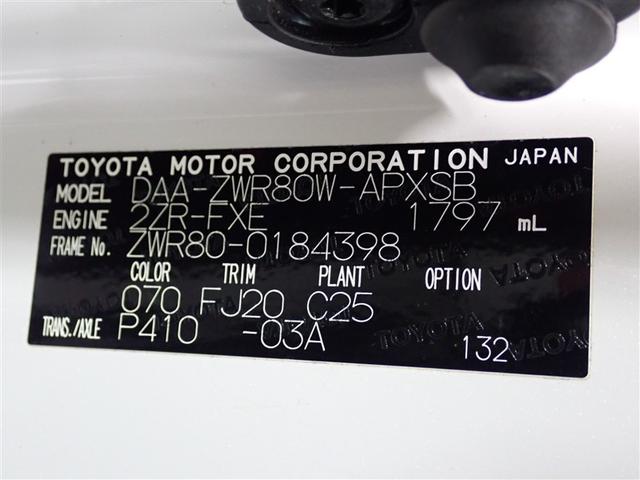 TOYOTA MOTOR CORPORATION JAPAN
MODEL DAA-ZWR80W-APXSB
ENGINE 2ZR-FXE 1797 mL
FRAME No. ZWR80-0184398
COLOR TRIM PLANT OPTION
070 FJ20 C25
TRANS./AXLE P410 -03A
132